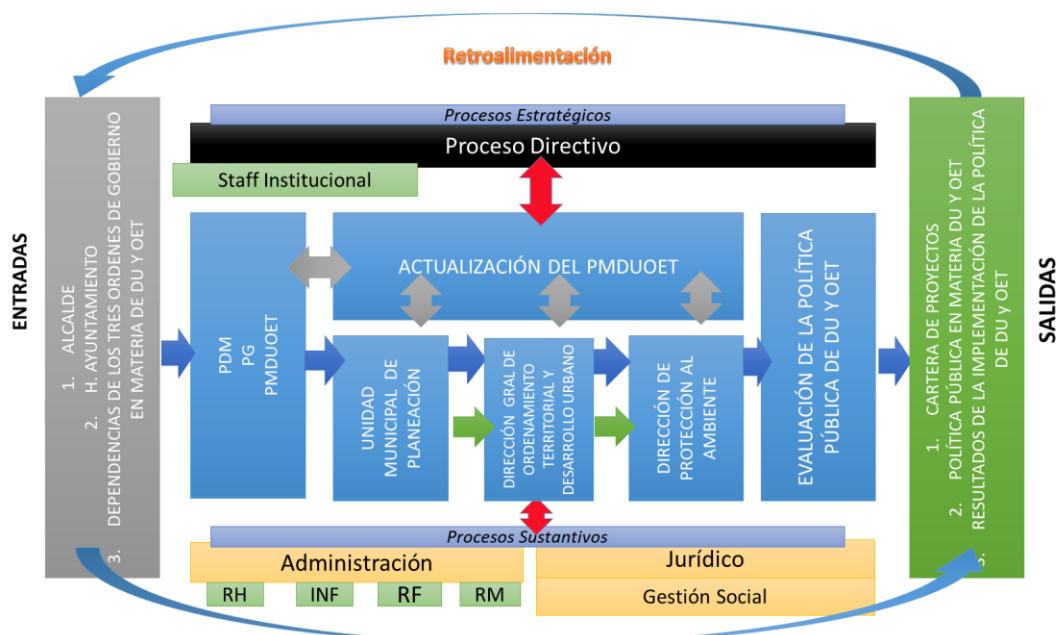 Retroalimentación
Procesos Estratégicos
Proceso Directivo
Staff Institucional
ENTRADAS
1. ALCALDE
2. H. AYUNTAMIENTO
3. DEPENDENCIAS DE LOS TRES ORDENES DE GOBIERNO
EN MATERIA DE DU Y OET
PDM
PG
PMDUOET
ACTUALIZACIÓN DEL PMDUOET
UNIDAD
MUNICIPAL DE
PLANEACIÓN
DIRECCIÓN GRAL DE
ORDENAMIENTO
TERRITORIAL Y
DESARROLLO URBANO
DIRECCIÓN DE
PROTECCIÓN AL
AMBIENTE
EVALUACIÓN DE LA POLÍTICA
PÚBLICA DE DU Y OET
1. CARTERA DE PROYECTOS
2. POLÍTICA PÚBLICA EN MATERIA DU Y OET
3. RESULTADOS DE LA IMPLEMENTACIÓN DE LA POLÍTICA
DE DU y OET
SALIDAS
Procesos Sustantivos
Administración
RH
INF
RF
RM
Jurídico
Gestión Social